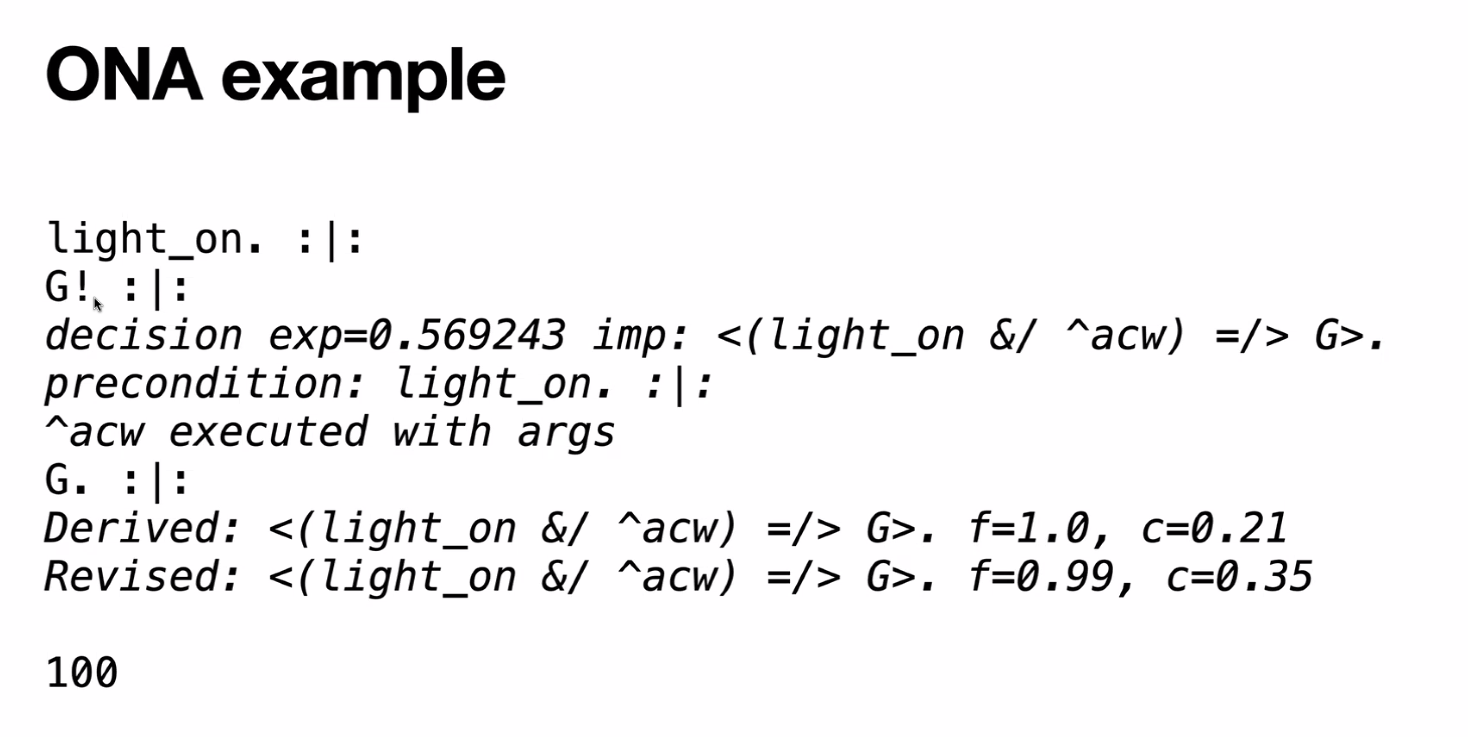 ONA example
light_on. :|:
G! :|:
decision exp=0.569243 imp: <(light_on &/ ^acw) =/> G>.
precondition: light_on. :|:
^acw executed with args
G. :|:
Derived: <(light_on &/ ^acw) =/> G>. f=1.0, c=0.21
Revised: <(light_on &/ ^acw) =/> G>. f=0.99, c=0.35
100